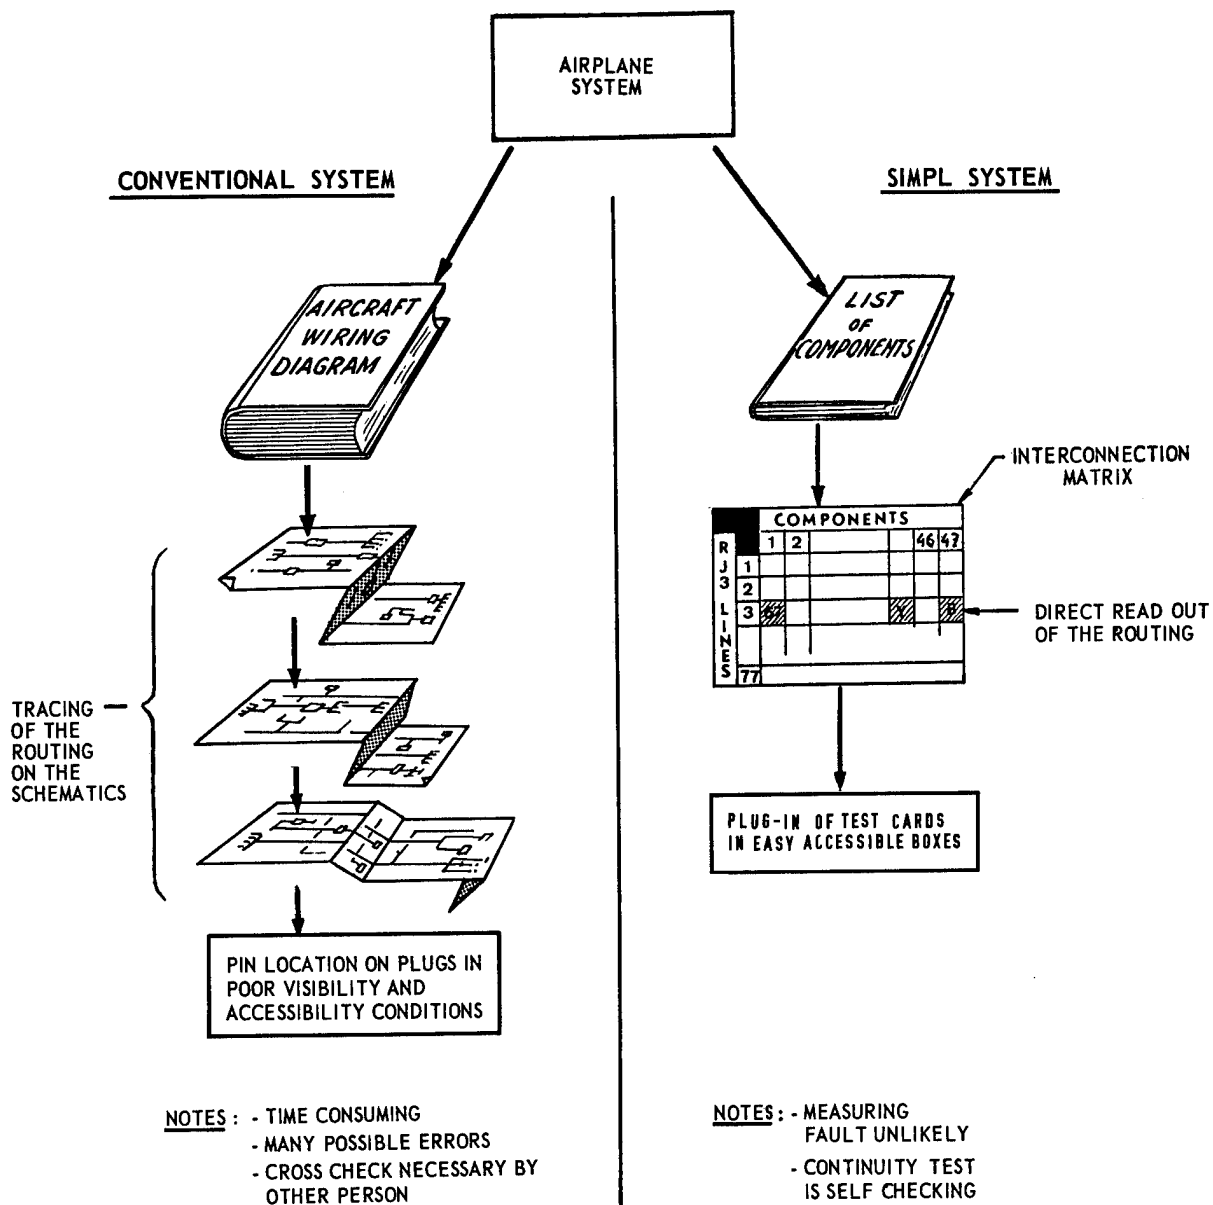 AIRPLANE
SYSTEM
CONVENTIONAL SYSTEM
AIRCRAFT
WIRING
DIAGRAM
TRACING
OF THE
ROUTING
ON THE
SCHEMATICS
PIN LOCATION ON PLUGS IN
POOR VISIBILITY AND
ACCESSIBILITY CONDITIONS
NOTES : - TIME CONSUMING
- MANY POSSIBLE ERRORS
- CROSS CHECK NECESSARY BY
OTHER PERSON
SIMPL SYSTEM
LIST
OF
COMPONENTS
INTERCONNECTION
MATRIX
COMPONENTS
1 2 46 47
RJ3 LINES
1
2
3
77
DIRECT READ OUT
OF THE ROUTING
PLUG-IN OF TEST CARDS
IN EASY ACCESSIBLE BOXES
NOTES : - MEASURING
FAULT UNLIKELY
- CONTINUITY TEST
IS SELF CHECKING